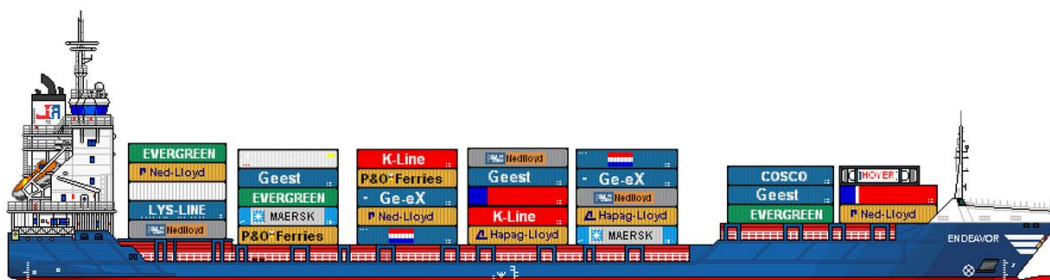 EVERGREEN
Ned-Lloyd
LYS-LINE
Nedlloyd
Geest
EVERGREEN
MAERSK
P&O Ferries
K-Line
P&O Ferries
Ge-eX
Ned-Lloyd
Nedlloyd
Geest
K-Line
Hapag-Lloyd
Ge-eX
Nedlloyd
Hapag-Lloyd
MAERSK
COSCO
Geest
EVERGREEN
HOYER
Ned-Lloyd
ENDEAVOR